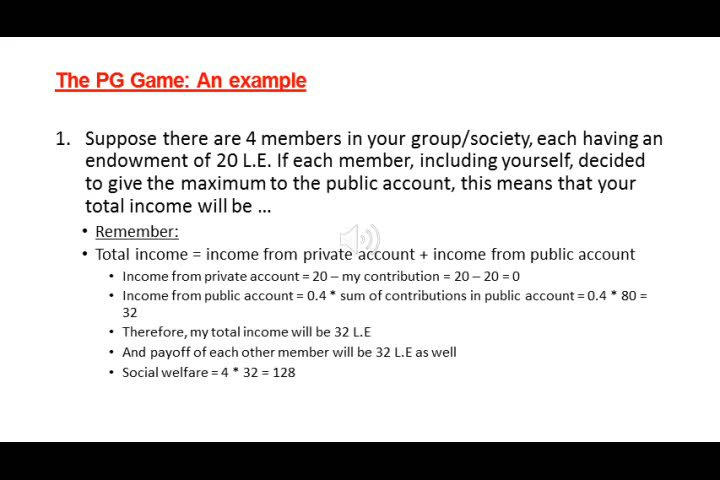 The PG Game: An example
1. Suppose there are 4 members in your group/society, each having an
endowment of 20 L.E. If each member, including yourself, decided
to give the maximum to the public account, this means that your
total income will be ...
• Remember:
• Total income = income from private account + income from public account
• Income from private account = 20 – my contribution = 20 – 20 = 0
• Income from public account = 0.4 * sum of contributions in public account = 0.4 * 80 =
32
• Therefore, my total income will be 32 L.E
• And payoff of each other member will be 32 L.E as well
• Social welfare = 4 * 32 = 128